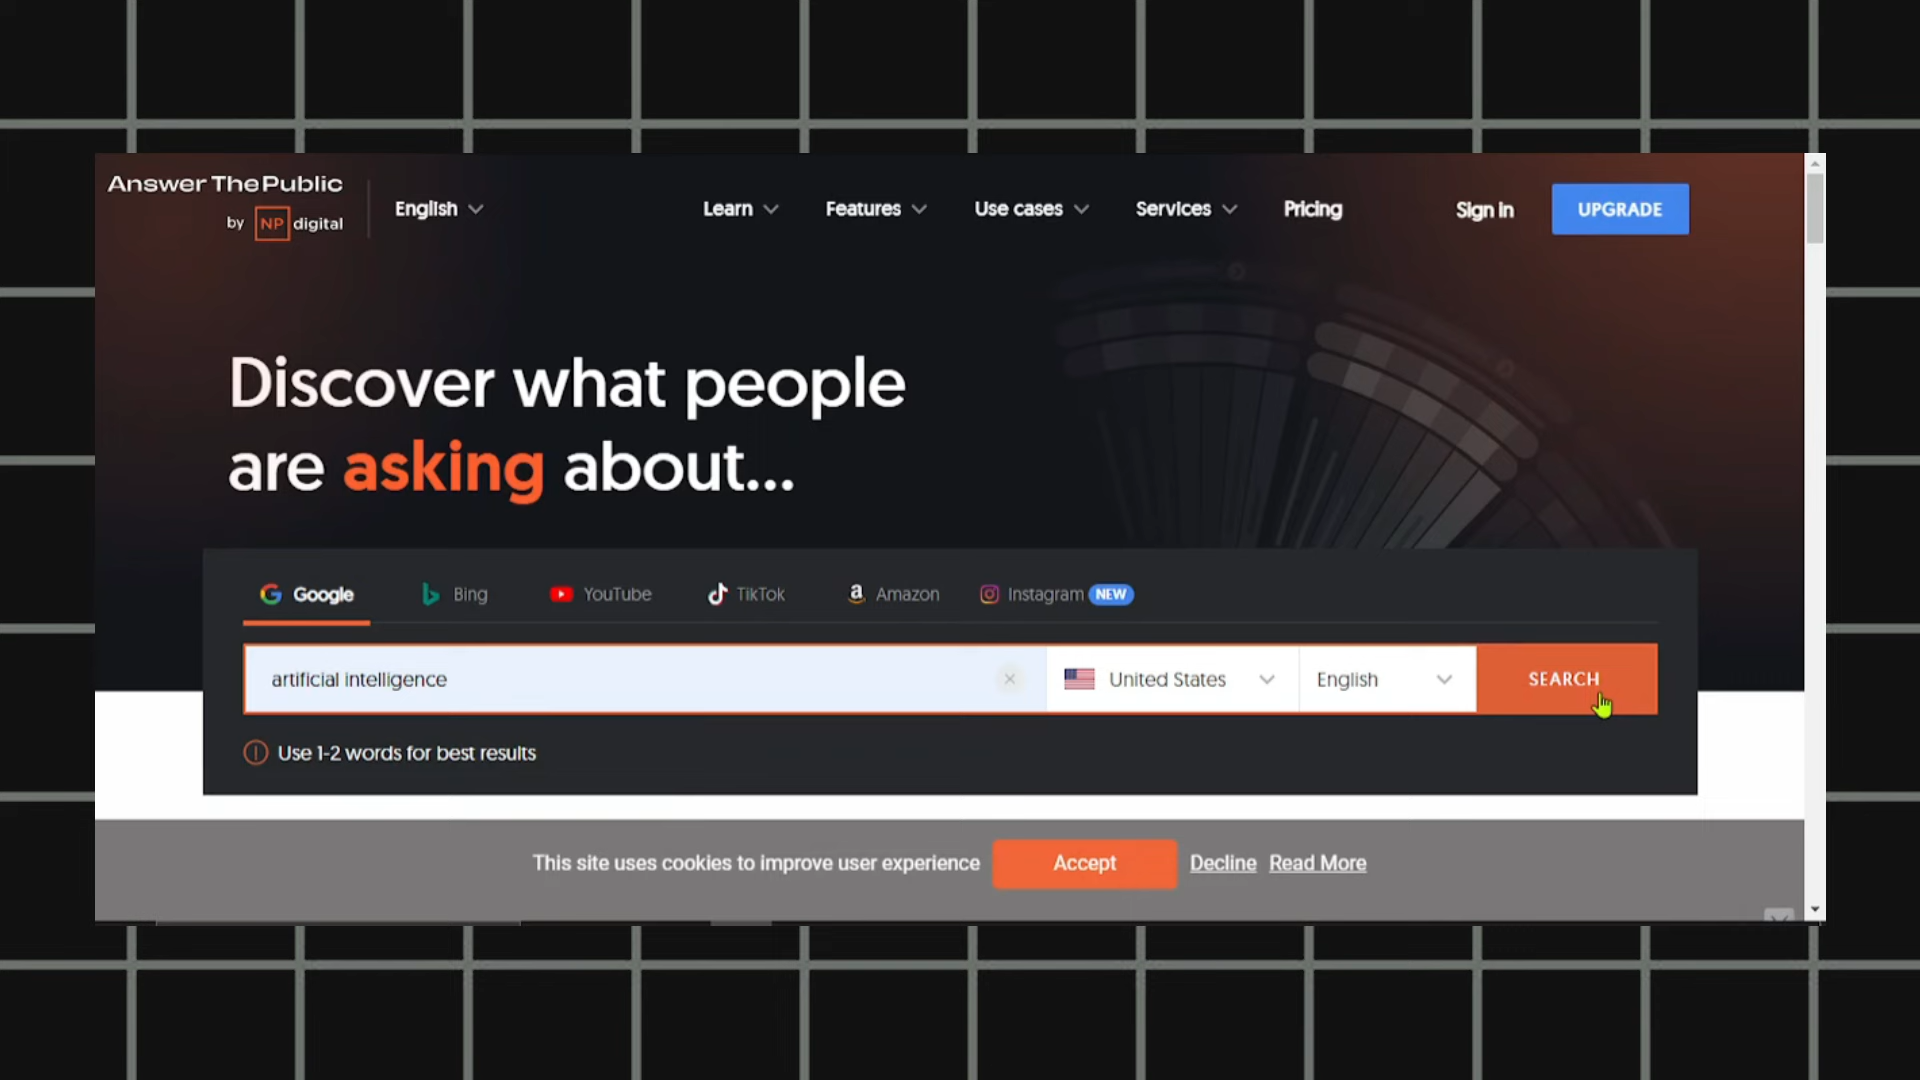 Answer The Public
by NP digital
English
Learn
Features
Use cases
Services
Pricing
Sign in
UPGRADE
Discover what people
are asking about...
Google
Bing
YouTube
TikTok
Amazon
Instagram NEW
artificial intelligence
United States
English
SEARCH
Use 1-2 words for best results
This site uses cookies to improve user experience
Accept
Decline
Read More